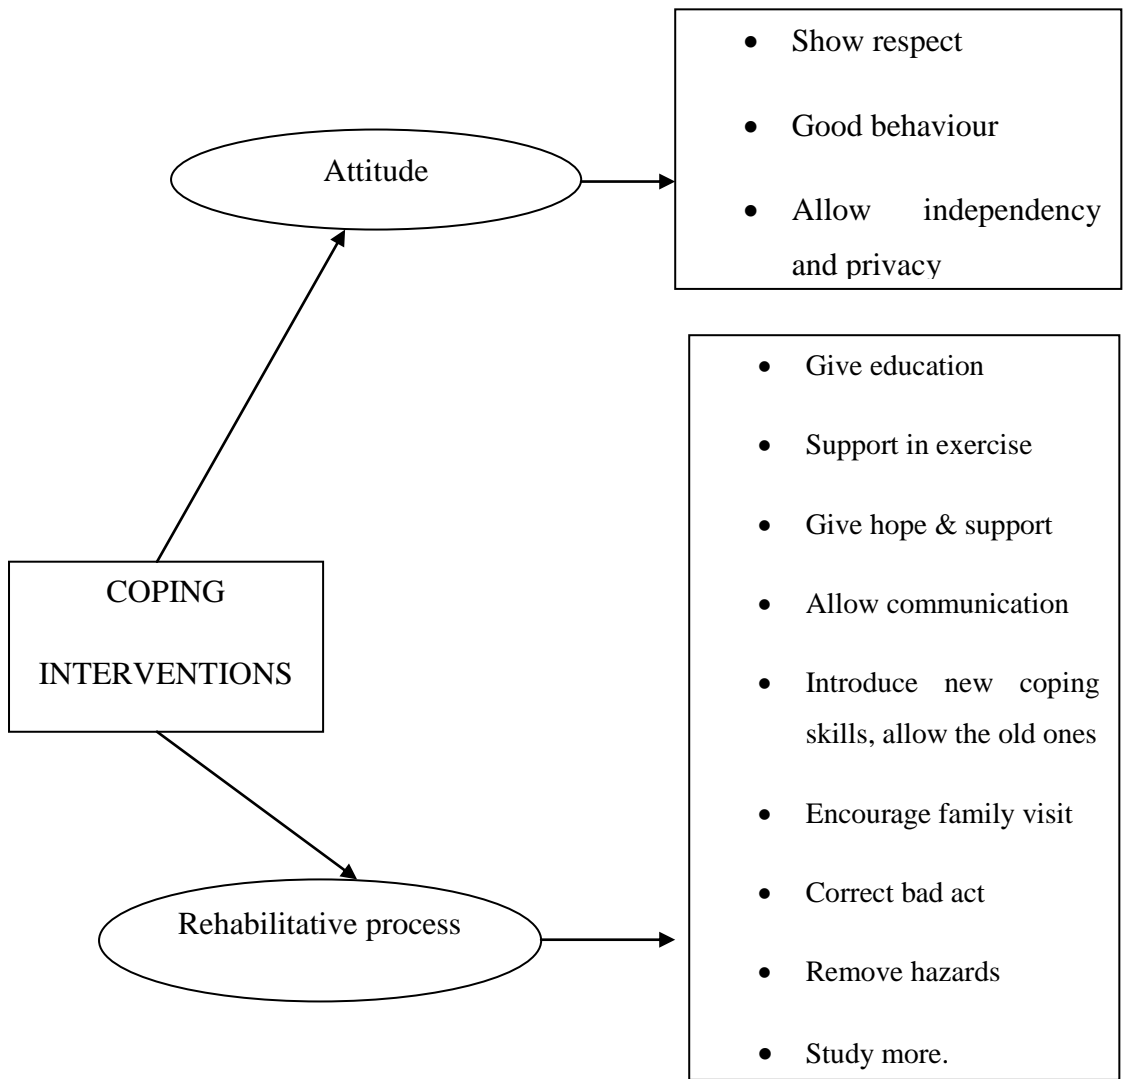 • Show respect
• Good behaviour
• Allow independency
and privacy
Attitude
COPING
INTERVENTIONS
Rehabilitative process
• Give education
• Support in exercise
• Give hope & support
• Allow communication
• Introduce new coping
skills, allow the old ones
• Encourage family visit
• Correct bad act
• Remove hazards
• Study more.